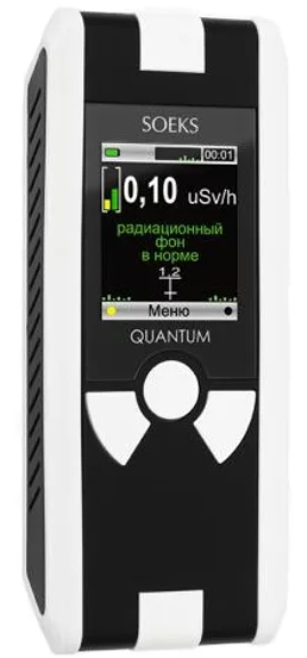 SOEKS
00:01
0,10 uSv/h
радиационный
фон
в норме
1.2
Меню
QUANTUM